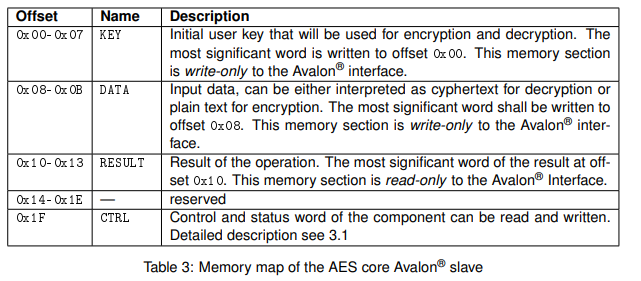 Offset Name Description
0x00-0x07 KEY Initial user key that will be used for encryption and decryption. The
most significant word is written to offset 0x00. This memory section
is write-only to the Avalon® interface.
0x08-0x0B DATA Input data, can be either interpreted as cyphertext for decryption or
plain text for encryption. The most significant word shall be written to
offset 0x08. This memory section is write-only to the Avalon® inter-
face.
0x10-0x13 RESULT Result of the operation. The most significant word of the result at off-
set 0x10. This memory section is read-only to the Avalon® Interface.
0x14-0x1E — reserved
0x1F CTRL Control and status word of the component can be read and written.
Detailed description see 3.1
Table 3: Memory map of the AES core Avalon® slave